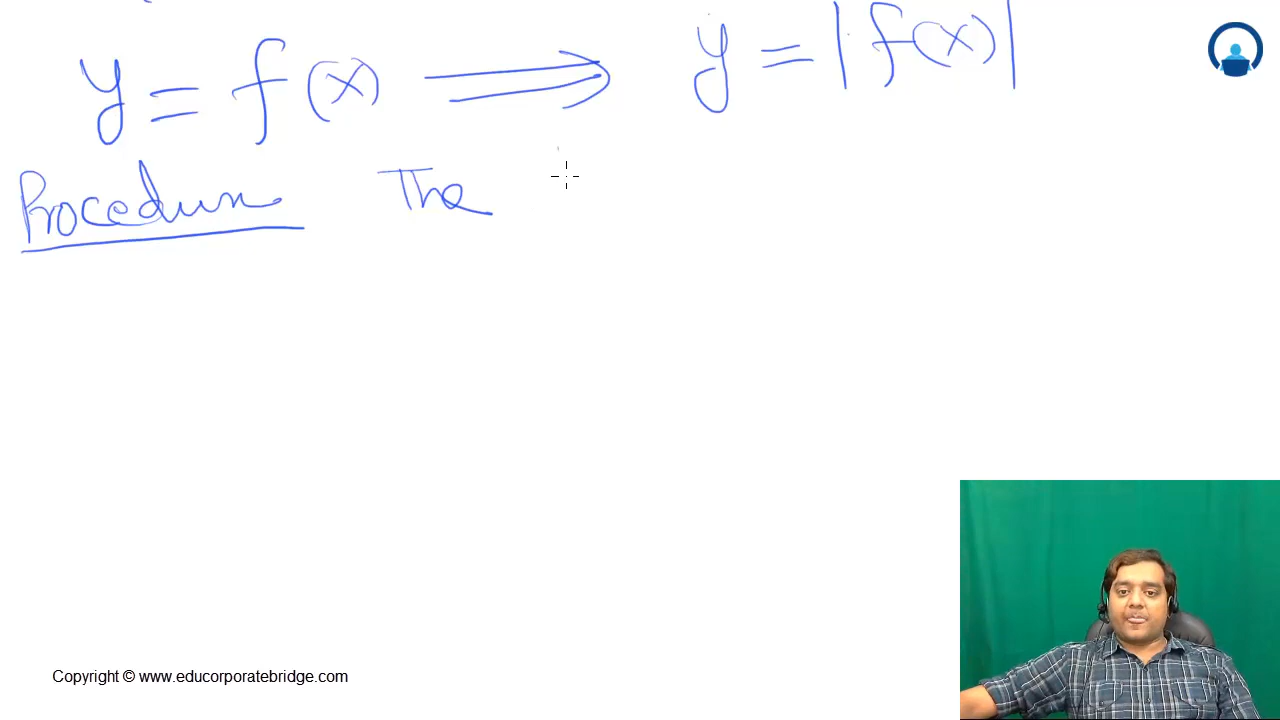 y = f(x) ⟹ y = |f(x)|
Procedure The
Copyright © www.educorporatebridge.com